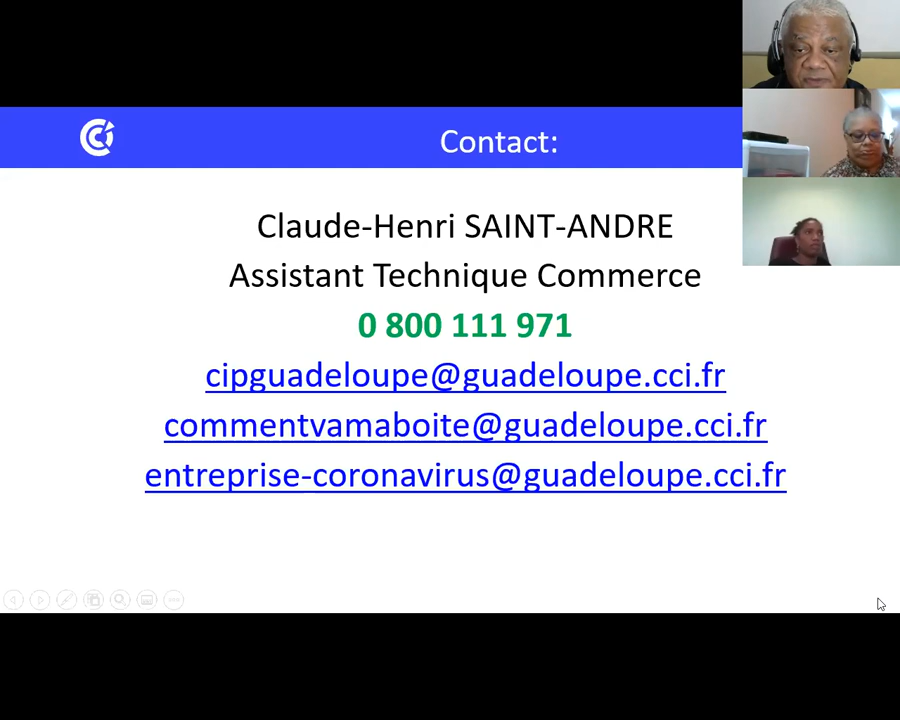 Contact:
Claude-Henri SAINT-ANDRE
Assistant Technique Commerce
0 800 111 971
cipguadeloupe@guadeloupe.cci.fr
commentvamaboite@guadeloupe.cci.fr
entreprise-coronavirus@guadeloupe.cci.fr